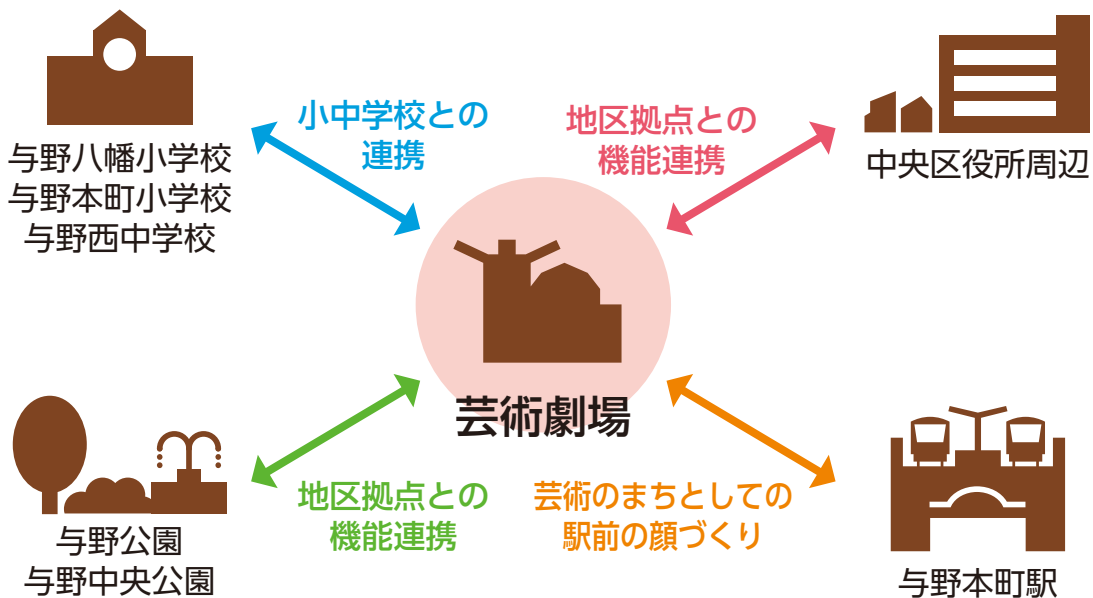 小中学校との
連携
地区拠点との
機能連携
与野八幡小学校
与野本町小学校
与野西中学校
中央区役所周辺
芸術劇場
地区拠点との
機能連携
芸術のまちとしての
駅前の顔づくり
与野公園
与野中央公園
与野本町駅